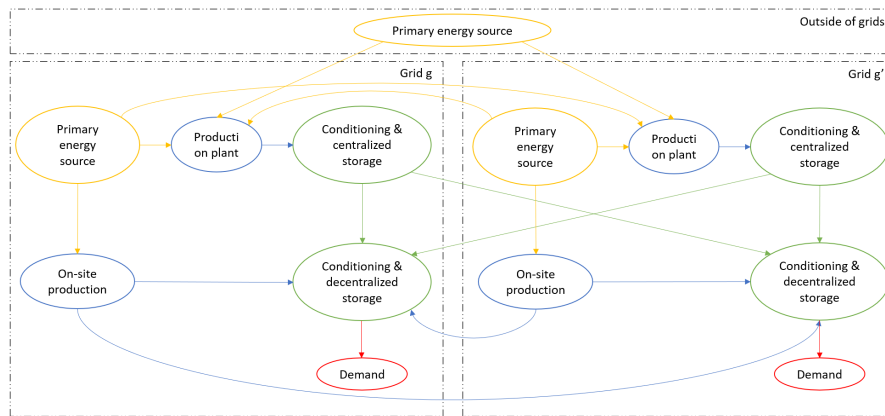 Outside of grids
Primary energy source
Grid g
Grid g'
Primary
energy
source
Producti
on plant
Conditioning &
centralized
storage
Primary
energy
source
Producti
on plant
Conditioning &
centralized
storage
On-site
production
Conditioning &
decentralized
storage
On-site
production
Conditioning &
decentralized
storage
Demand
Demand